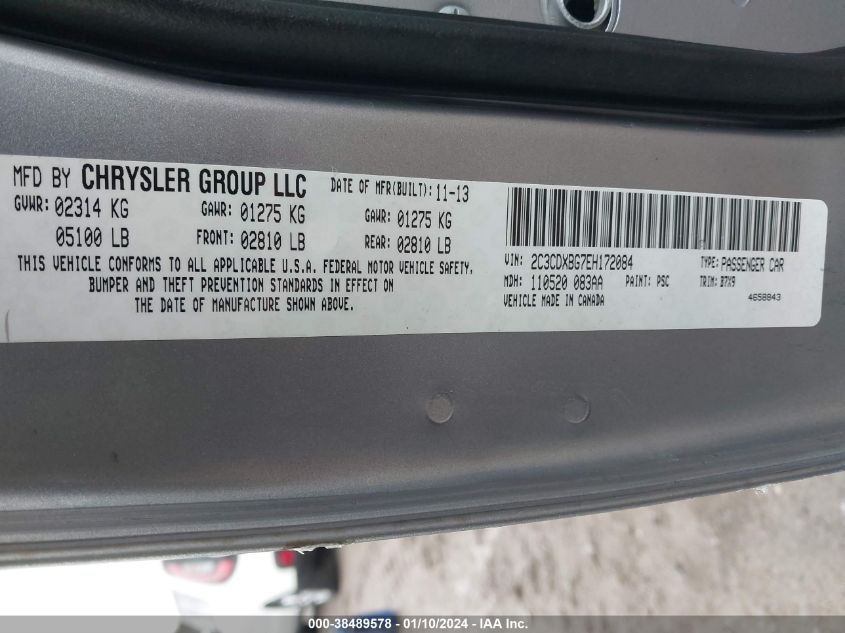 MFD BY CHRYSLER GROUP LLC DATE OF MFR(BUILT): 11-13
GVWR: 02314 KG GAWR: 01275 KG GAWR: 01275 KG
05100 LB FRONT: 02810 LB REAR: 02810 LB
THIS VEHICLE CONFORMS TO ALL APPLICABLE U.S.A. FEDERAL MOTOR VEHICLE SAFETY,
BUMPER AND THEFT PREVENTION STANDARDS IN EFFECT ON
THE DATE OF MANUFACTURE SHOWN ABOVE.
VIN: 2C3CDXBG7EH172084 TYPE: PASSENGER CAR
MDH: 110520 083AA PAINT: PSC TRIM: B7X9
VEHICLE MADE IN CANADA 4658843
000-38489578 - 01/10/2024 - IAA Inc.